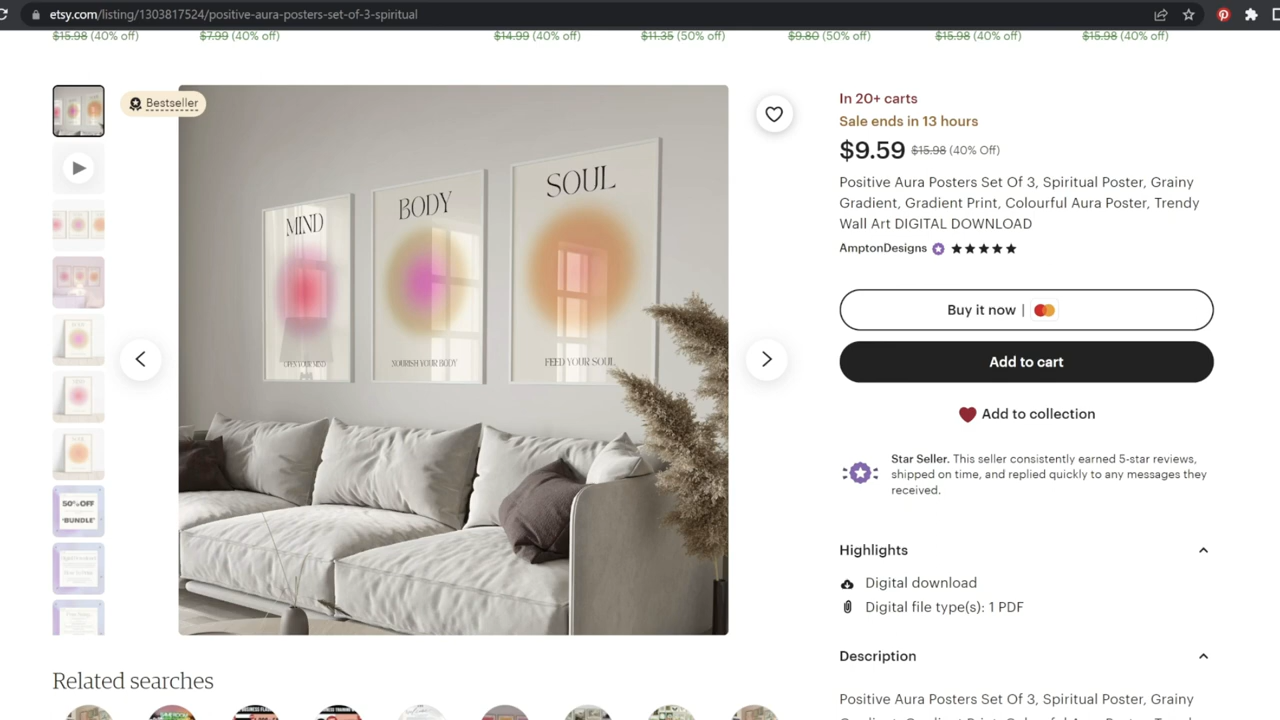 etsy.com/listing/1303817524/positive-aura-posters-set-of-3-spiritual
$15.98 (40% off)
$7.99 (40% off)
$14.99 (40% off)
$11.35 (50% off)
$9.80 (50% off)
$15.98 (40% off)
$15.98 (40% off)
Bestseller
MIND
OPEN YOUR MIND
BODY
NOURISH YOUR BODY
SOUL
FEED YOUR SOUL
50% OFF
"BUNDLE"
In 20+ carts
Sale ends in 13 hours
$9.59 $15.98 (40% Off)
Positive Aura Posters Set Of 3, Spiritual Poster, Grainy
Gradient, Gradient Print, Colourful Aura Poster, Trendy
Wall Art DIGITAL DOWNLOAD
AmptonDesigns
Buy it now |
Add to cart
Add to collection
Star Seller. This seller consistently earned 5-star reviews,
shipped on time, and replied quickly to any messages they
received.
Highlights
Digital download
Digital file type(s): 1 PDF
Description
Positive Aura Posters Set Of 3, Spiritual Poster, Grainy
Related searches